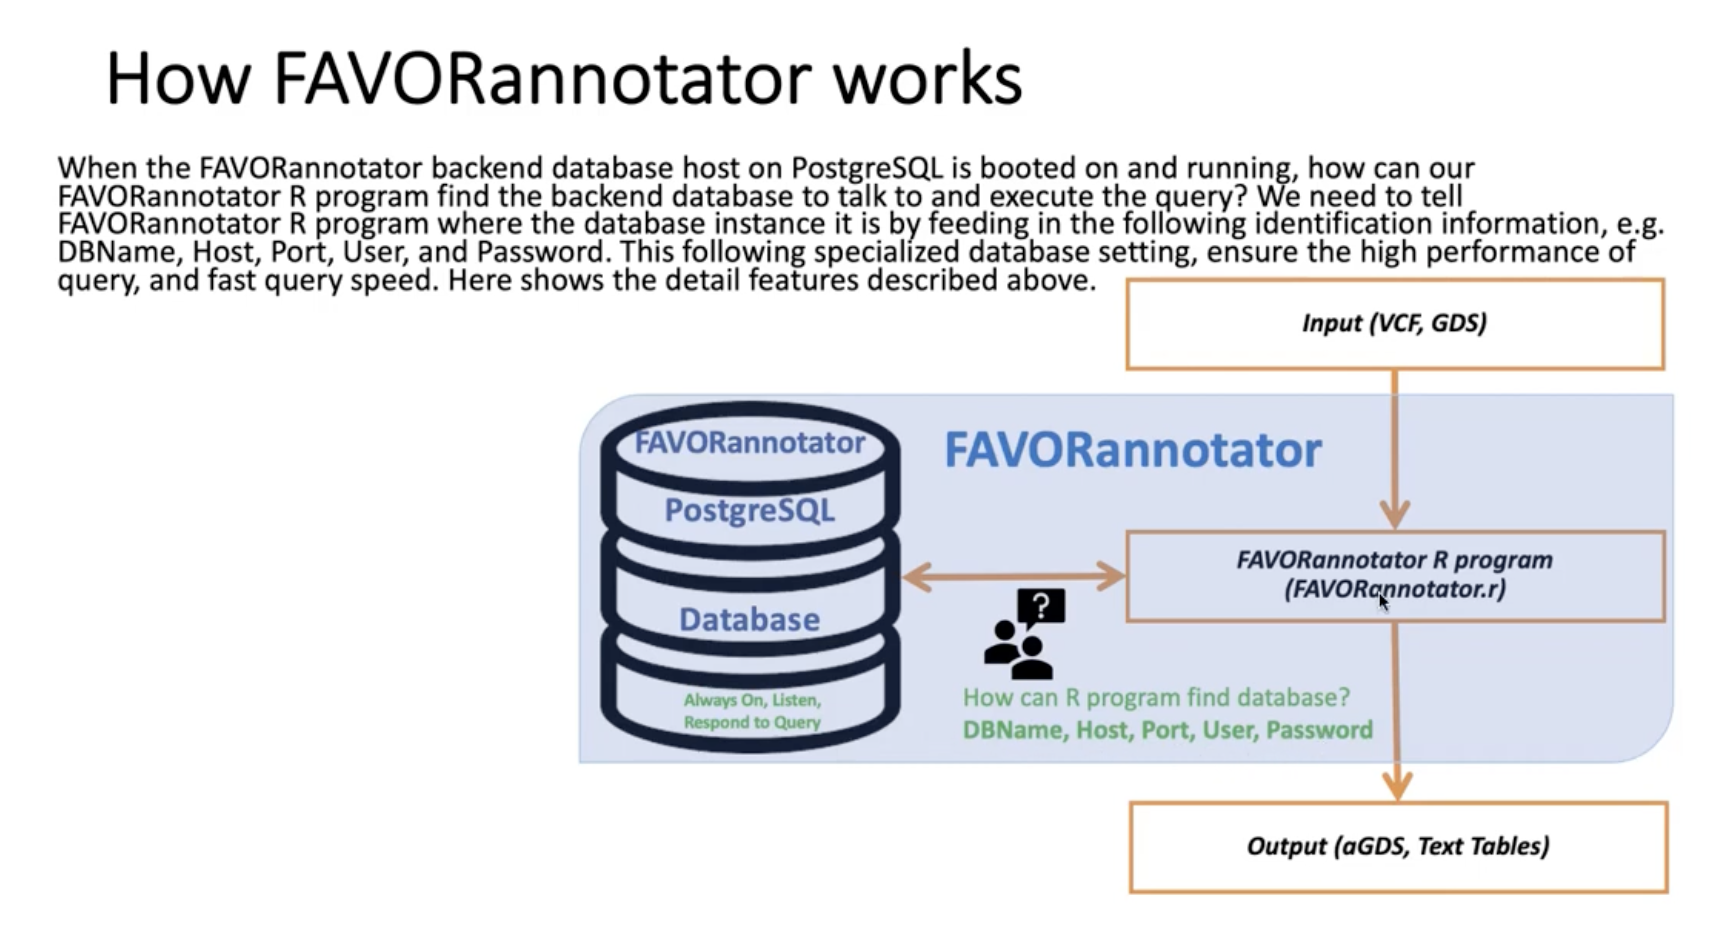 How FAVORannotator works
When the FAVORannotator backend database host on PostgreSQL is booted on and running, how can our
FAVORannotator R program find the backend database to talk to and execute the query? We need to tell
FAVORannotator R program where the database instance it is by feeding in the following identification information, e.g.
DBName, Host, Port, User, and Password. This following specialized database setting, ensure the high performance of
query, and fast query speed. Here shows the detail features described above.
Input (VCF, GDS)
FAVORannotator
FAVORannotator
PostgreSQL
Database
Always On, Listen,
Respond to Query
FAVORannotator R program
(FAVORannotator.r)
?
How can R program find database?
DBName, Host, Port, User, Password
Output (aGDS, Text Tables)